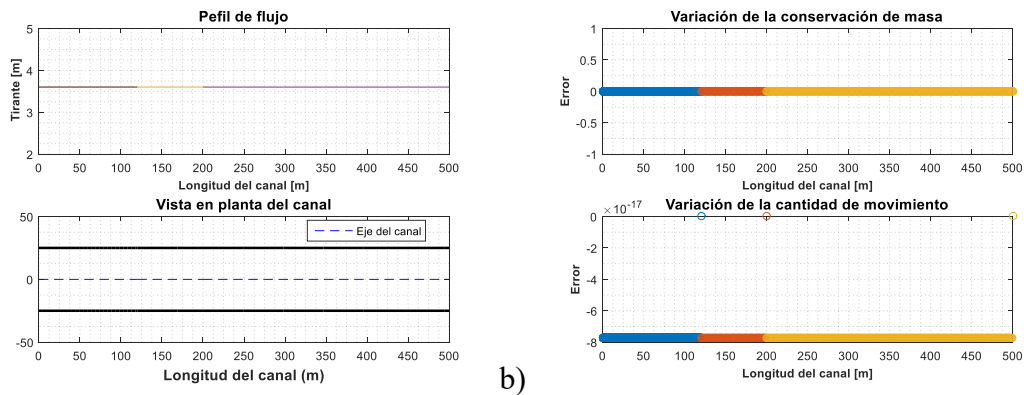 Pefil de flujo
5
4
3
2
Tirante [m]
0 50 100 150 200 250 300 350 400 450 500
Longitud del canal [m]
Vista en planta del canal
50
0
-50
Eje del canal
0 50 100 150 200 250 300 350 400 450 500
Longitud del canal (m)
b)
Variación de la conservación de masa
1
0.5
0
-0.5
-1
Error
0 50 100 150 200 250 300 350 400 450 500
Longitud del canal [m]
Variación de la cantidad de movimiento
×10-17
0
-2
-4
-6
-8
Error
0 50 100 150 200 250 300 350 400 450 500
Longitud del canal [m]